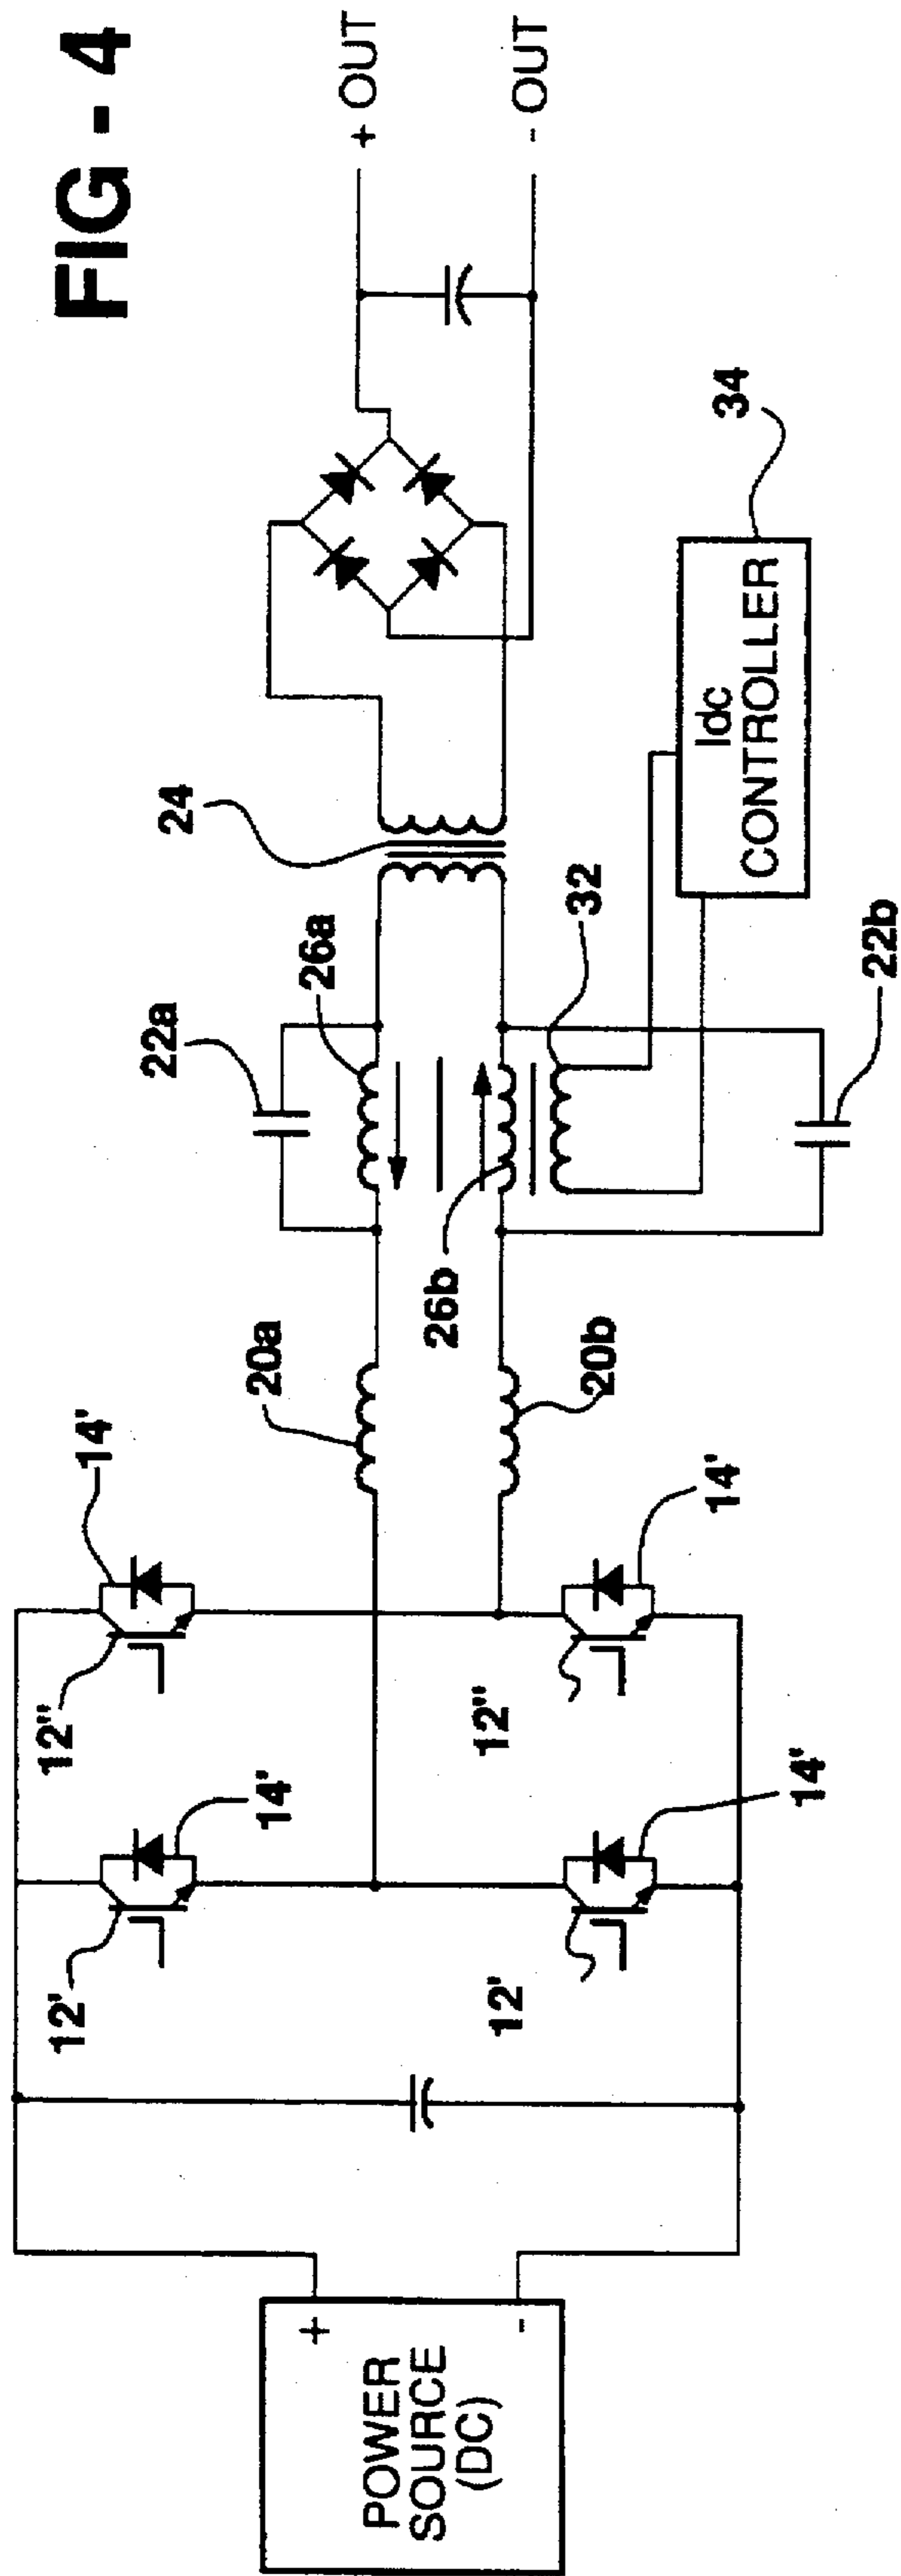 FIG - 4
POWER
SOURCE
(DC)
+
-
12'
14'
12"
14'
12'
14'
12"
14'
20a
20b
22a
26a
26b
24
32
22b
Idc
CONTROLLER
34
+ OUT
- OUT